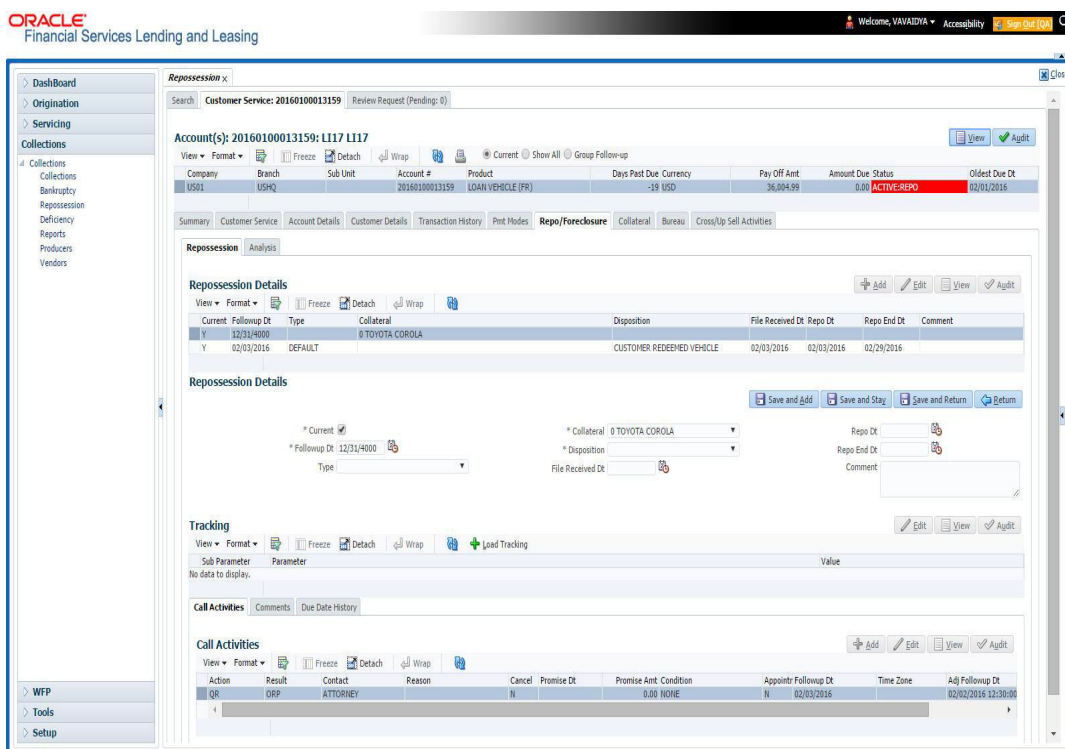 ORACLE
Financial Services Lending and Leasing
Welcome, VAVAIDYA Accessibility Sign Out [QA]
DashBoard
Origination
Servicing
Collections
Collections
Collections
Bankruptcy
Repossession
Deficiency
Reports
Producers
Vendors
WFP
Tools
Setup
Repossession x
Clos
Search Customer Service: 20160100013159 Review Request (Pending: 0)
Account(s): 20160100013159: LI17 LI17
View Audit
View Format Freeze Detach Wrap Current Show All Group Follow-up
Company Branch Sub Unit Account # Product Days Past Due Currency Pay Off Amt Amount Due Status Oldest Due Dt
US01 USHQ 20160100013159 LOAN VEHICLE (FR) -19 USD 36,004.99 0.00 ACTIVE:REPO 02/01/2016
Summary Customer Service Account Details Customer Details Transaction History Pmt Modes Repo/Foreclosure Collateral Bureau Cross/Up Sell Activities
Repossession Analysis
Repossession Details
Add Edit View Audit
View Format Freeze Detach Wrap
Current Followup Dt Type Collateral Disposition File Received Dt Repo Dt Repo End Dt Comment
Y 12/31/4000 0 TOYOTA COROLA
Y 02/03/2016 DEFAULT CUSTOMER REDEEMED VEHICLE 02/03/2016 02/03/2016 02/29/2016
Repossession Details
Save and Add Save and Stay Save and Return Return
* Current * Collateral 0 TOYOTA COROLA Repo Dt
* Followup Dt 12/31/4000 * Disposition Repo End Dt
Type File Received Dt Comment
Tracking
Edit View Audit
View Format Freeze Detach Wrap Load Tracking
Sub Parameter Parameter Value
No data to display.
Call Activities Comments Due Date History
Call Activities
Add Edit View Audit
View Format Freeze Detach Wrap
Action Result Contact Reason Cancel Promise Dt Promise Amt Condition Appointr Followup Dt Time Zone Adj Followup Dt
QR ORP ATTORNEY N 0.00 NONE N 02/03/2016 02/02/2016 12:30:00